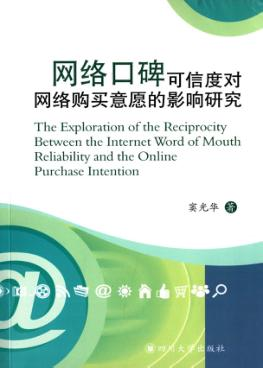 网络口碑可信度对
网络购买意愿的影响研究
The Exploration of the Reciprocity
Between the Internet Word of Mouth
Reliability and the Online
Purchase Intention
窦光华 著
四川大学出版社